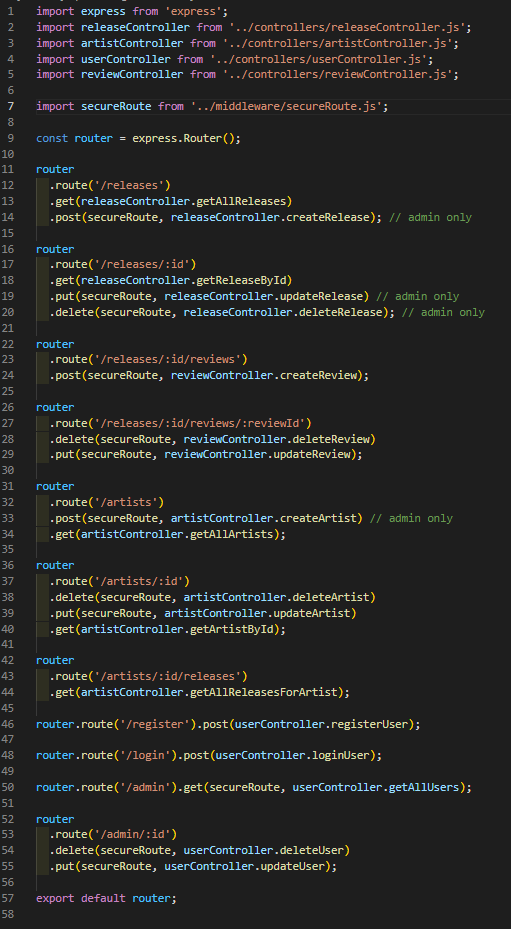 1 import express from 'express';
2 import releaseController from '../controllers/releaseController.js';
3 import artistController from '../controllers/artistController.js';
4 import userController from '../controllers/userController.js';
5 import reviewController from '../controllers/reviewController.js';
6
7 import secureRoute from '../middleware/secureRoute.js';
8
9 const router = express.Router();
10
11 router
12   .route('/releases')
13   .get(releaseController.getAllReleases)
14   .post(secureRoute, releaseController.createRelease); // admin only
15
16 router
17   .route('/releases/:id')
18   .get(releaseController.getReleaseById)
19   .put(secureRoute, releaseController.updateRelease) // admin only
20   .delete(secureRoute, releaseController.deleteRelease); // admin only
21
22 router
23   .route('/releases/:id/reviews')
24   .post(secureRoute, reviewController.createReview);
25
26 router
27   .route('/releases/:id/reviews/:reviewId')
28   .delete(secureRoute, reviewController.deleteReview)
29   .put(secureRoute, reviewController.updateReview);
30
31 router
32   .route('/artists')
33   .post(secureRoute, artistController.createArtist) // admin only
34   .get(artistController.getAllArtists);
35
36 router
37   .route('/artists/:id')
38   .delete(secureRoute, artistController.deleteArtist)
39   .put(secureRoute, artistController.updateArtist)
40   .get(artistController.getArtistById);
41
42 router
43   .route('/artists/:id/releases')
44   .get(artistController.getAllReleasesForArtist);
45
46 router.route('/register').post(userController.registerUser);
47
48 router.route('/login').post(userController.loginUser);
49
50 router.route('/admin').get(secureRoute, userController.getAllUsers);
51
52 router
53   .route('/admin/:id')
54   .delete(secureRoute, userController.deleteUser)
55   .put(secureRoute, userController.updateUser);
56
57 export default router;
58